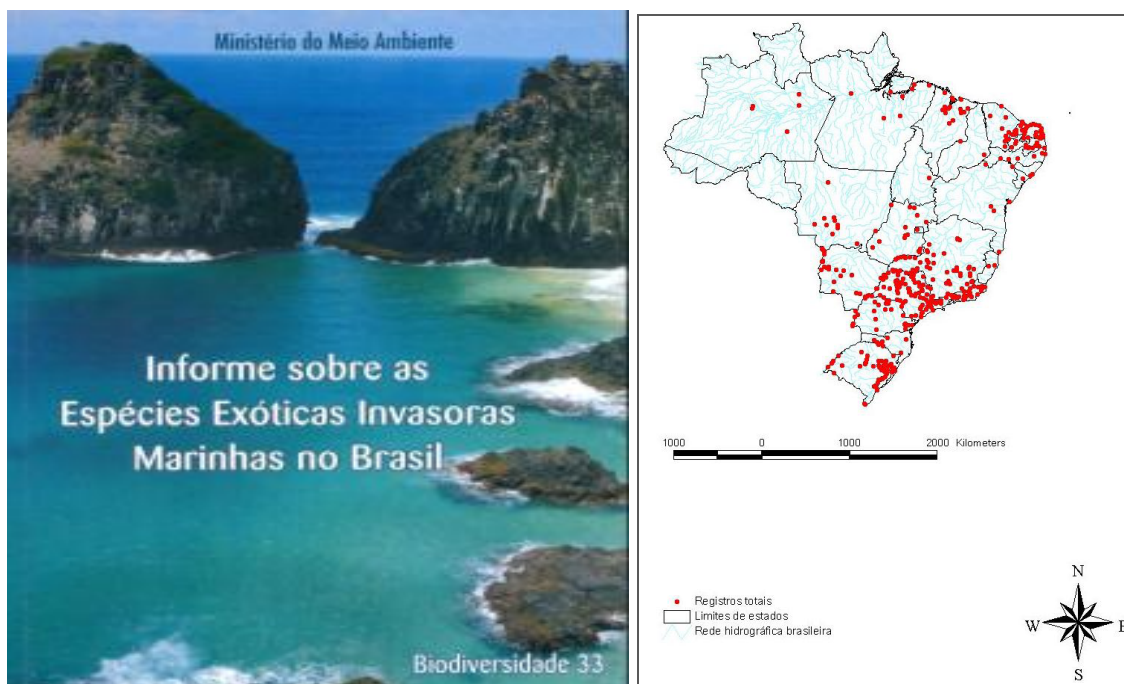 Ministério do Meio Ambiente
Informe sobre as
Espécies Exóticas Invasoras
Marinhas no Brasil
Biodiversidade 33
1000 0 1000 2000 Kilometers
Registros totais
Limites de estados
Rede hidrográfica brasileira
N
W E
S